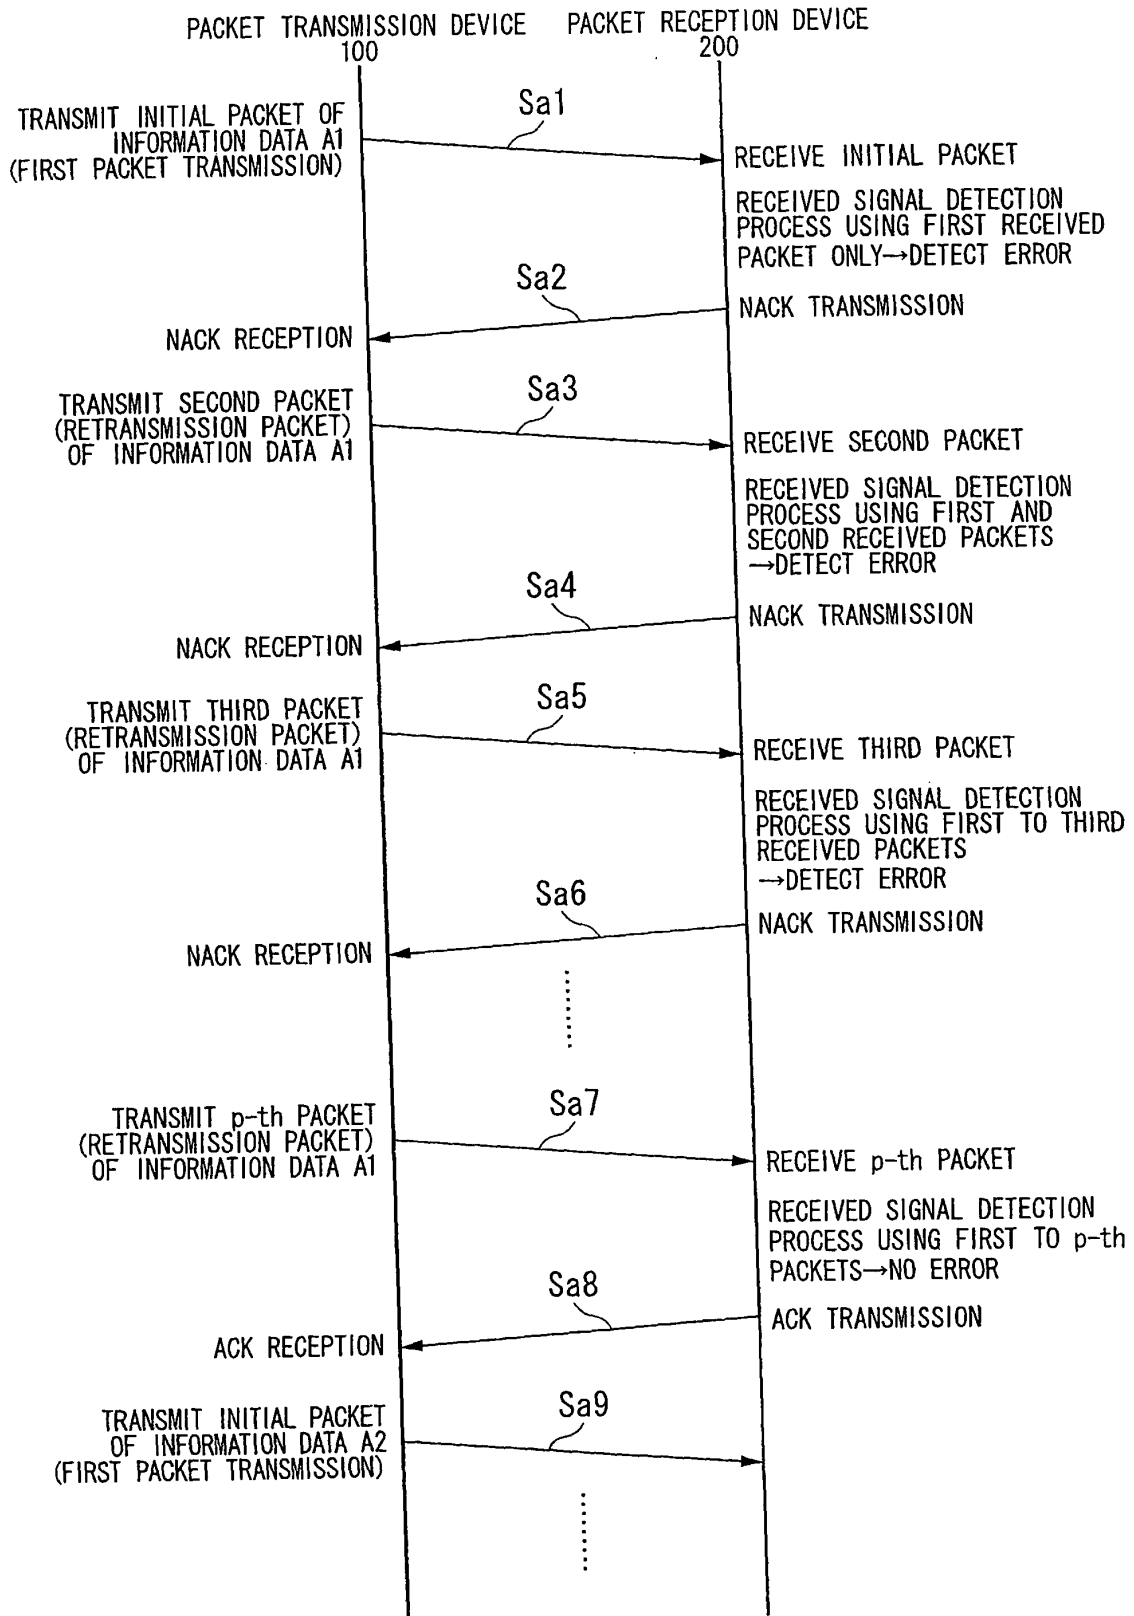 PACKET TRANSMISSION DEVICE PACKET RECEPTION DEVICE
100 200
TRANSMIT INITIAL PACKET OF
INFORMATION DATA A1
(FIRST PACKET TRANSMISSION)
Sa1
RECEIVE INITIAL PACKET
RECEIVED SIGNAL DETECTION
PROCESS USING FIRST RECEIVED
PACKET ONLY→DETECT ERROR
Sa2
NACK TRANSMISSION
NACK RECEPTION
TRANSMIT SECOND PACKET
(RETRANSMISSION PACKET)
OF INFORMATION DATA A1
Sa3
RECEIVE SECOND PACKET
RECEIVED SIGNAL DETECTION
PROCESS USING FIRST AND
SECOND RECEIVED PACKETS
→DETECT ERROR
Sa4
NACK TRANSMISSION
NACK RECEPTION
TRANSMIT THIRD PACKET
(RETRANSMISSION PACKET)
OF INFORMATION DATA A1
Sa5
RECEIVE THIRD PACKET
RECEIVED SIGNAL DETECTION
PROCESS USING FIRST TO THIRD
RECEIVED PACKETS
→DETECT ERROR
Sa6
NACK TRANSMISSION
NACK RECEPTION
TRANSMIT p-th PACKET
(RETRANSMISSION PACKET)
OF INFORMATION DATA A1
Sa7
RECEIVE p-th PACKET
RECEIVED SIGNAL DETECTION
PROCESS USING FIRST TO p-th
PACKETS→NO ERROR
Sa8
ACK TRANSMISSION
ACK RECEPTION
TRANSMIT INITIAL PACKET
OF INFORMATION DATA A2
(FIRST PACKET TRANSMISSION)
Sa9